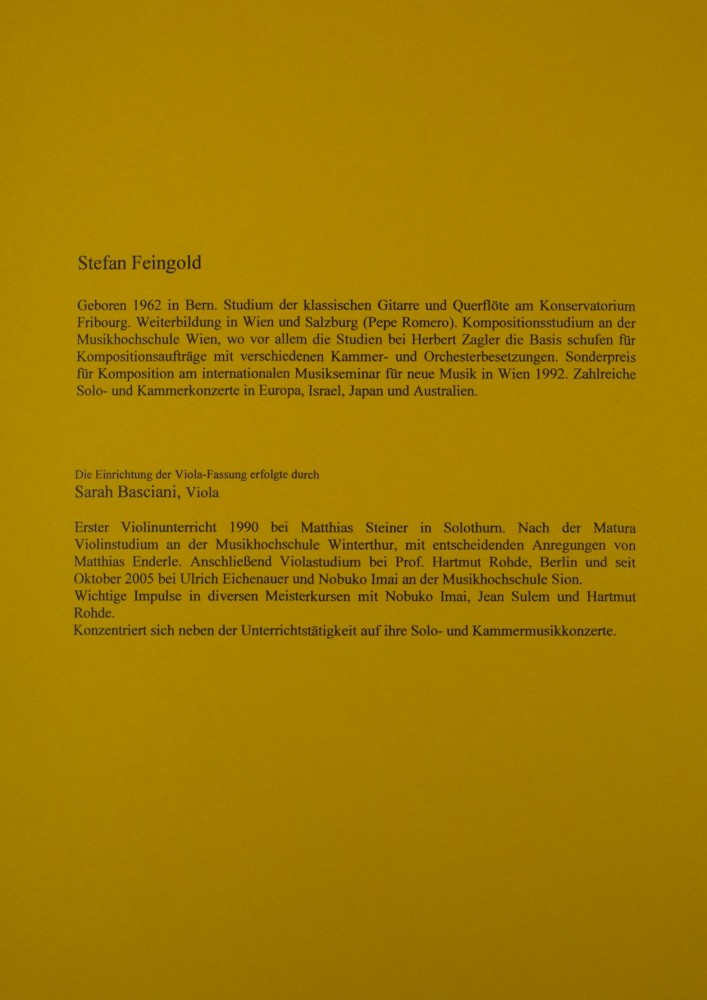 Stefan Feingold
Geboren 1962 in Bern. Studium der klassischen Gitarre und Querflöte am Konservatorium
Fribourg. Weiterbildung in Wien und Salzburg (Pepe Romero). Kompositionsstudium an der
Musikhochschule Wien, wo vor allem die Studien bei Herbert Zagler die Basis schufen für
Kompositionsaufträge mit verschiedenen Kammer- und Orchesterbesetzungen. Sonderpreis
für Komposition am internationalen Musikseminar für neue Musik in Wien 1992. Zahlreiche
Solo- und Kammerkonzerte in Europa, Israel, Japan und Australien.
Die Einrichtung der Viola-Fassung erfolgte durch
Sarah Basciani, Viola
Erster Violinunterricht 1990 bei Matthias Steiner in Solothurn. Nach der Matura
Violinstudium an der Musikhochschule Winterthur, mit entscheidenden Anregungen von
Matthias Enderle. Anschließend Violastudium bei Prof. Hartmut Rohde, Berlin und seit
Oktober 2005 bei Ulrich Eichenauer und Nobuko Imai an der Musikhochschule Sion.
Wichtige Impulse in diversen Meisterkursen mit Nobuko Imai, Jean Sulem und Hartmut
Rohde.
Konzentriert sich neben der Unterrichtstätigkeit auf ihre Solo- und Kammermusikkonzerte.